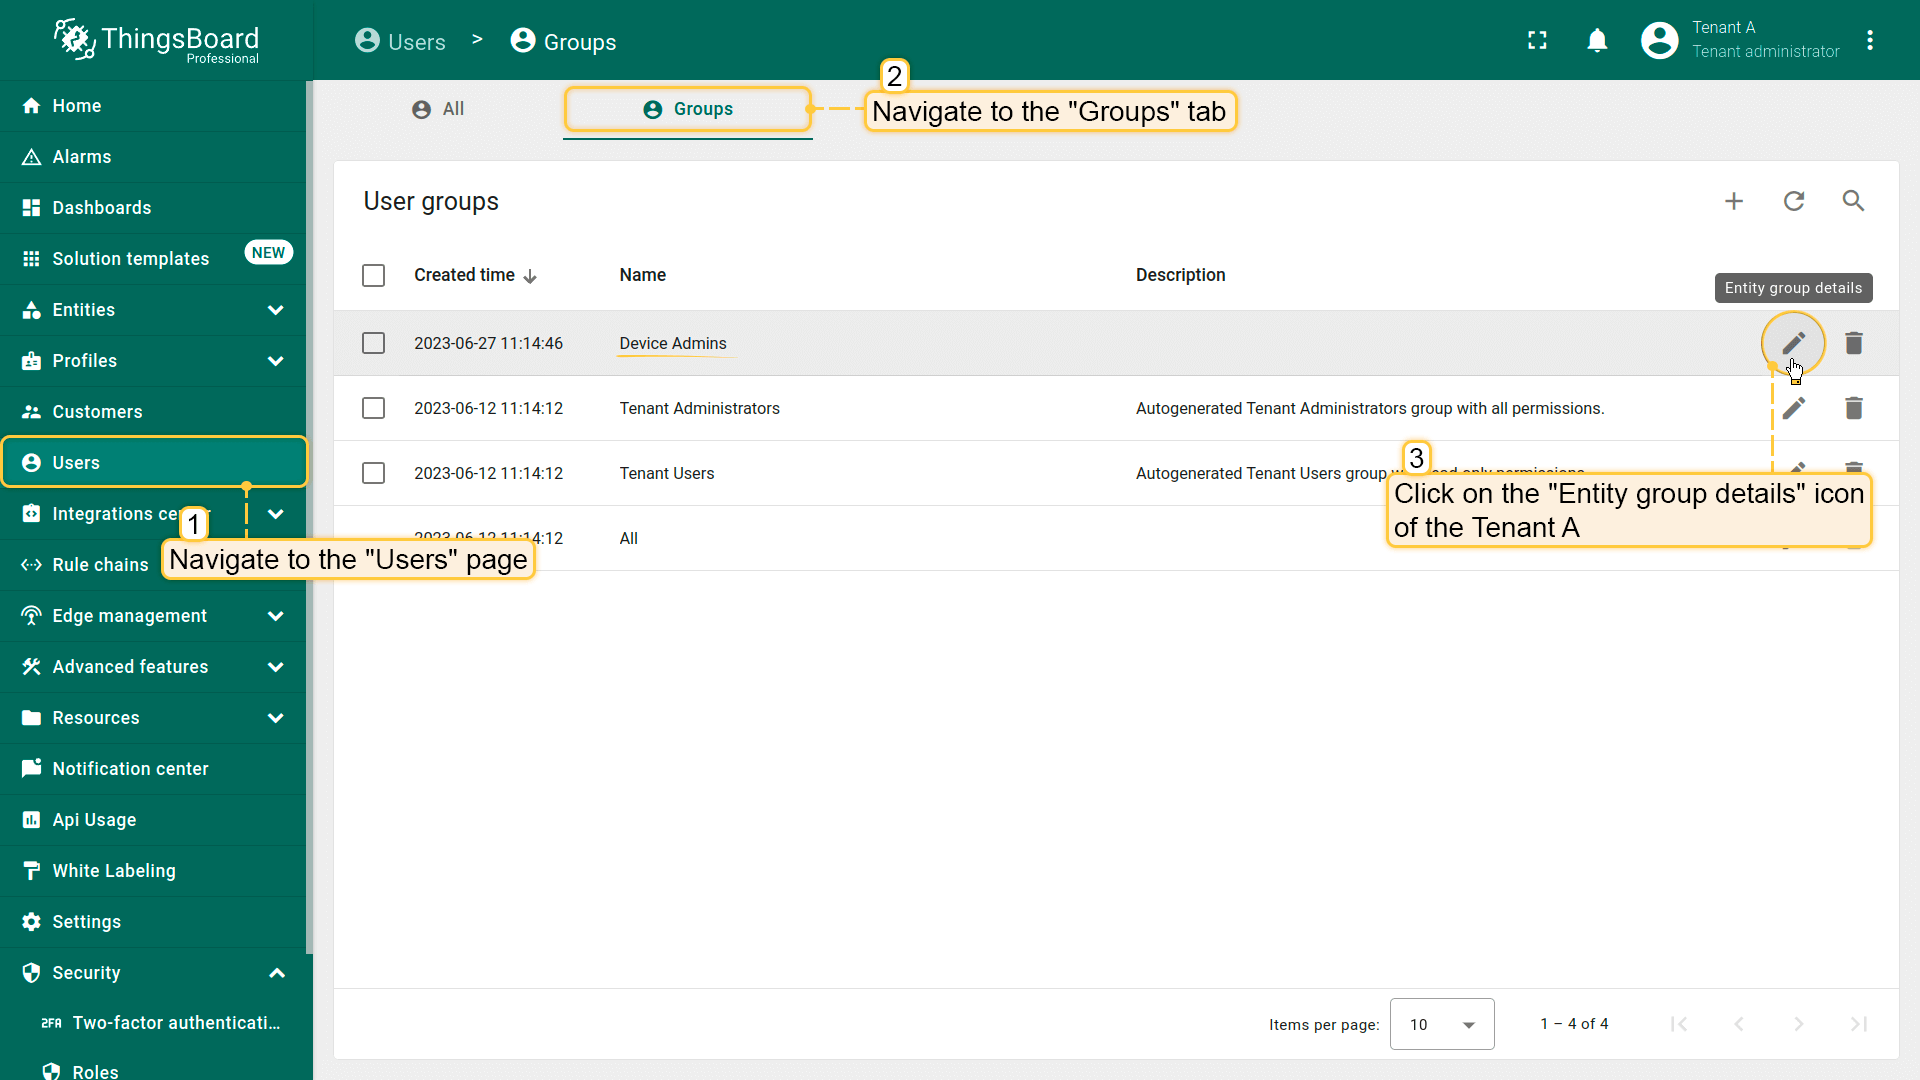 ThingsBoard
Professional
Users > Groups
Tenant A
Tenant administrator
Home
Alarms
Dashboards
Solution templates NEW
Entities
Profiles
Customers
Users
Integrations
Rule chains
Edge management
Advanced features
Resources
Notification center
Api Usage
White Labeling
Settings
Security
2FA Two-factor authenticati...
Roles
1
Navigate to the "Users" page
All
Groups
2
Navigate to the "Groups" tab
User groups
Created time Name Description
Entity group details
2023-06-27 11:14:46 Device Admins
2023-06-12 11:14:12 Tenant Administrators Autogenerated Tenant Administrators group with all permissions.
2023-06-12 11:14:12 Tenant Users Autogenerated Tenant Users group
2023-06-12 11:14:12 All
3
Click on the "Entity group details" icon
of the Tenant A
Items per page: 10 1 – 4 of 4